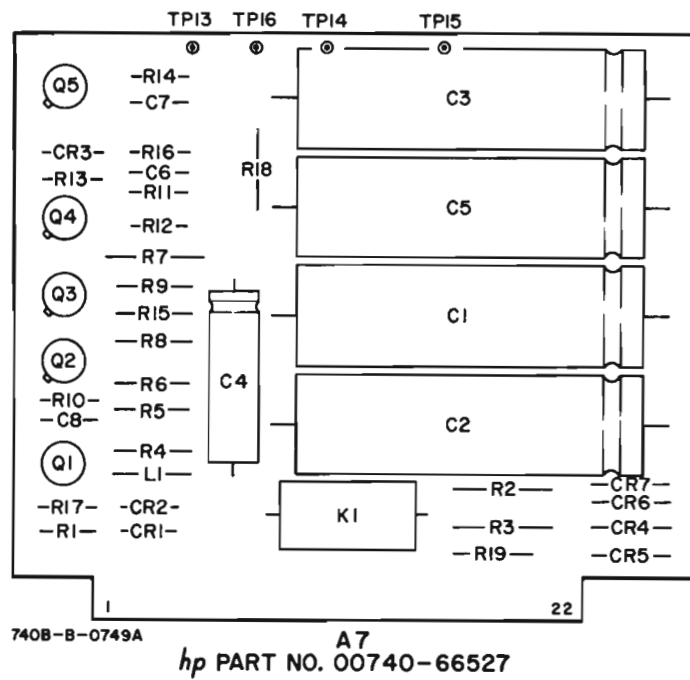 TP13 TP16 TP14 TP15
Q5
R14
C7
C3
CR3
R16
R13
C6
R11
R18
Q4
R12
C5
R7
Q3
R9
R15
C1
R8
Q2
C4
R6
R10
R5
C8
C2
R4
Q1
L1
R2
CR7
CR6
R17
CR2
K1
R1
CR1
R3
CR4
R19
CR5
1 22
740B-B-0749A
A7
hp PART NO. 00740-66527